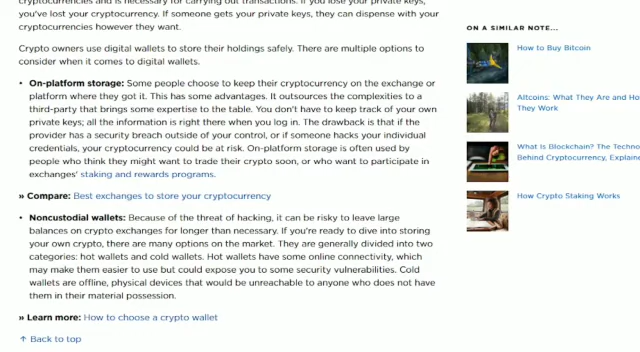 cryptocurrencies and is necessary for carrying out transactions. If you lose your private keys,
you've lost your cryptocurrency. If someone gets your private keys, they can dispense with your
cryptocurrencies however they want.
Crypto owners use digital wallets to store their holdings safely. There are multiple options to
consider when it comes to digital wallets.
• On-platform storage: Some people choose to keep their cryptocurrency on the exchange or
platform where they got it. This has some advantages. It outsources the complexities to a
third-party that brings some expertise to the table. You don't have to keep track of your own
private keys; all the information is right there when you log in. The drawback is that if the
provider has a security breach outside of your control, or if someone hacks your individual
credentials, your cryptocurrency could be at risk. On-platform storage is often used by
people who think they might want to trade their crypto soon, or who want to participate in
exchanges' staking and rewards programs.
» Compare: Best exchanges to store your cryptocurrency
• Noncustodial wallets: Because of the threat of hacking, it can be risky to leave large
balances on crypto exchanges for longer than necessary. If you're ready to dive into storing
your own crypto, there are many options on the market. They are generally divided into two
categories: hot wallets and cold wallets. Hot wallets have some online connectivity, which
may make them easier to use but could expose you to some security vulnerabilities. Cold
wallets are offline, physical devices that would be unreachable to anyone who does not have
them in their material possession.
» Learn more: How to choose a crypto wallet
↑ Back to top
ON A SIMILAR NOTE...
How to Buy Bitcoin
Altcoins: What They Are and Ho
They Work
What Is Blockchain? The Techno
Behind Cryptocurrency, Explaine
How Crypto Staking Works